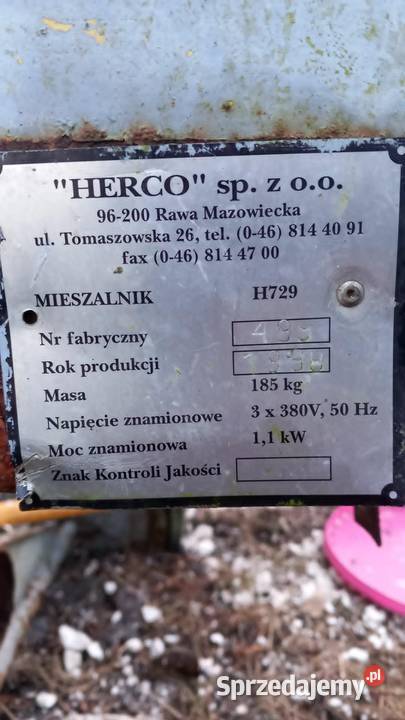 "HERCO" sp. z o.o.
96-200 Rawa Mazowiecka
ul. Tomaszowska 26, tel. (0-46) 814 40 91
fax (0-46) 814 47 00
MIESZALNIK H729
Nr fabryczny
Rok produkcji
Masa 185 kg
Napięcie znamionowe 3 x 380V, 50 Hz
Moc znamionowa 1,1 kW
Znak Kontroli Jakości
Sprzedajemy.pl